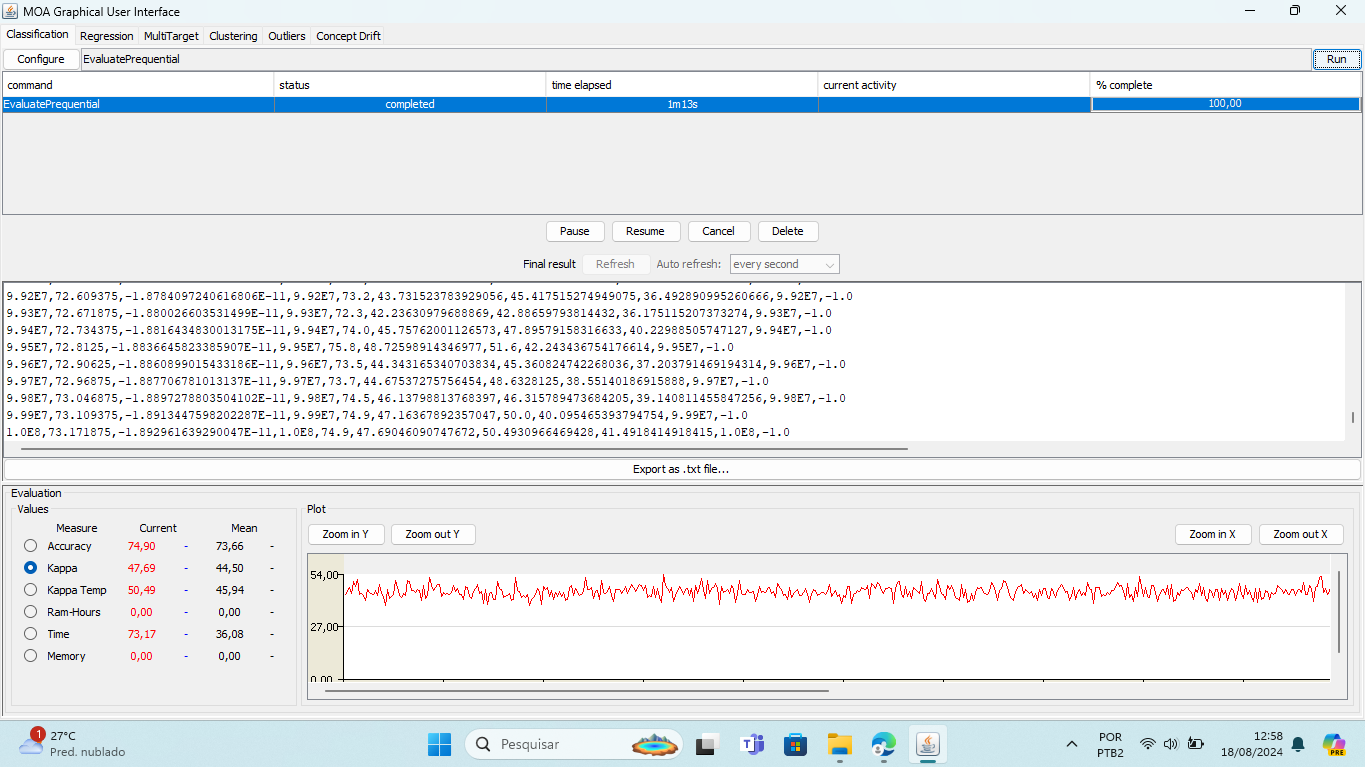 MOA Graphical User Interface
Classification Regression MultiTarget Clustering Outliers Concept Drift
Configure EvaluatePrequential Run
command status time elapsed current activity % complete
EvaluatePrequential completed 1m13s 100,00
Pause Resume Cancel Delete
Final result Refresh Auto refresh: every second
9.92E7,72.609375,-1.8784097240616806E-11,9.92E7,73.2,43.731523783929056,45.417515274949075,36.492890995260666,9.92E7,-1.0
9.93E7,72.671875,-1.880026603531499E-11,9.93E7,72.3,42.23630979688869,42.88659793814432,36.175115207373274,9.93E7,-1.0
9.94E7,72.734375,-1.8816434830013175E-11,9.94E7,74.0,45.75762001126573,47.89579158316633,40.22988505747127,9.94E7,-1.0
9.95E7,72.8125,-1.8836645823385907E-11,9.95E7,75.8,48.72598914346977,51.6,42.243436754176614,9.95E7,-1.0
9.96E7,72.90625,-1.8860899015433186E-11,9.96E7,73.5,44.343165340703834,45.360824742268036,37.203791469194314,9.96E7,-1.0
9.97E7,72.96875,-1.887706781013137E-11,9.97E7,73.7,44.67537275756454,48.6328125,38.55140186915888,9.97E7,-1.0
9.98E7,73.046875,-1.8897278803504102E-11,9.98E7,74.5,46.13798813768397,46.315789473684205,39.140811455847256,9.98E7,-1.0
9.99E7,73.109375,-1.8913447598202287E-11,9.99E7,74.9,47.16367892357047,50.0,40.095465393794754,9.99E7,-1.0
1.0E8,73.171875,-1.892961639290047E-11,1.0E8,74.9,47.69046090747672,50.4930966469428,41.4918414918415,1.0E8,-1.0
Export as .txt file...
Evaluation
Values
Measure Current Mean
Accuracy 74,90 - 73,66 -
Kappa 47,69 - 44,50 -
Kappa Temp 50,49 - 45,94 -
Ram-Hours 0,00 - 0,00 -
Time 73,17 - 36,08 -
Memory 0,00 - 0,00 -
Plot
Zoom in Y Zoom out Y Zoom in X Zoom out X
54,00
27,00
0,00
1 27°C
Pred. nublado
Pesquisar
POR
PTB2
12:58
18/08/2024
PRE